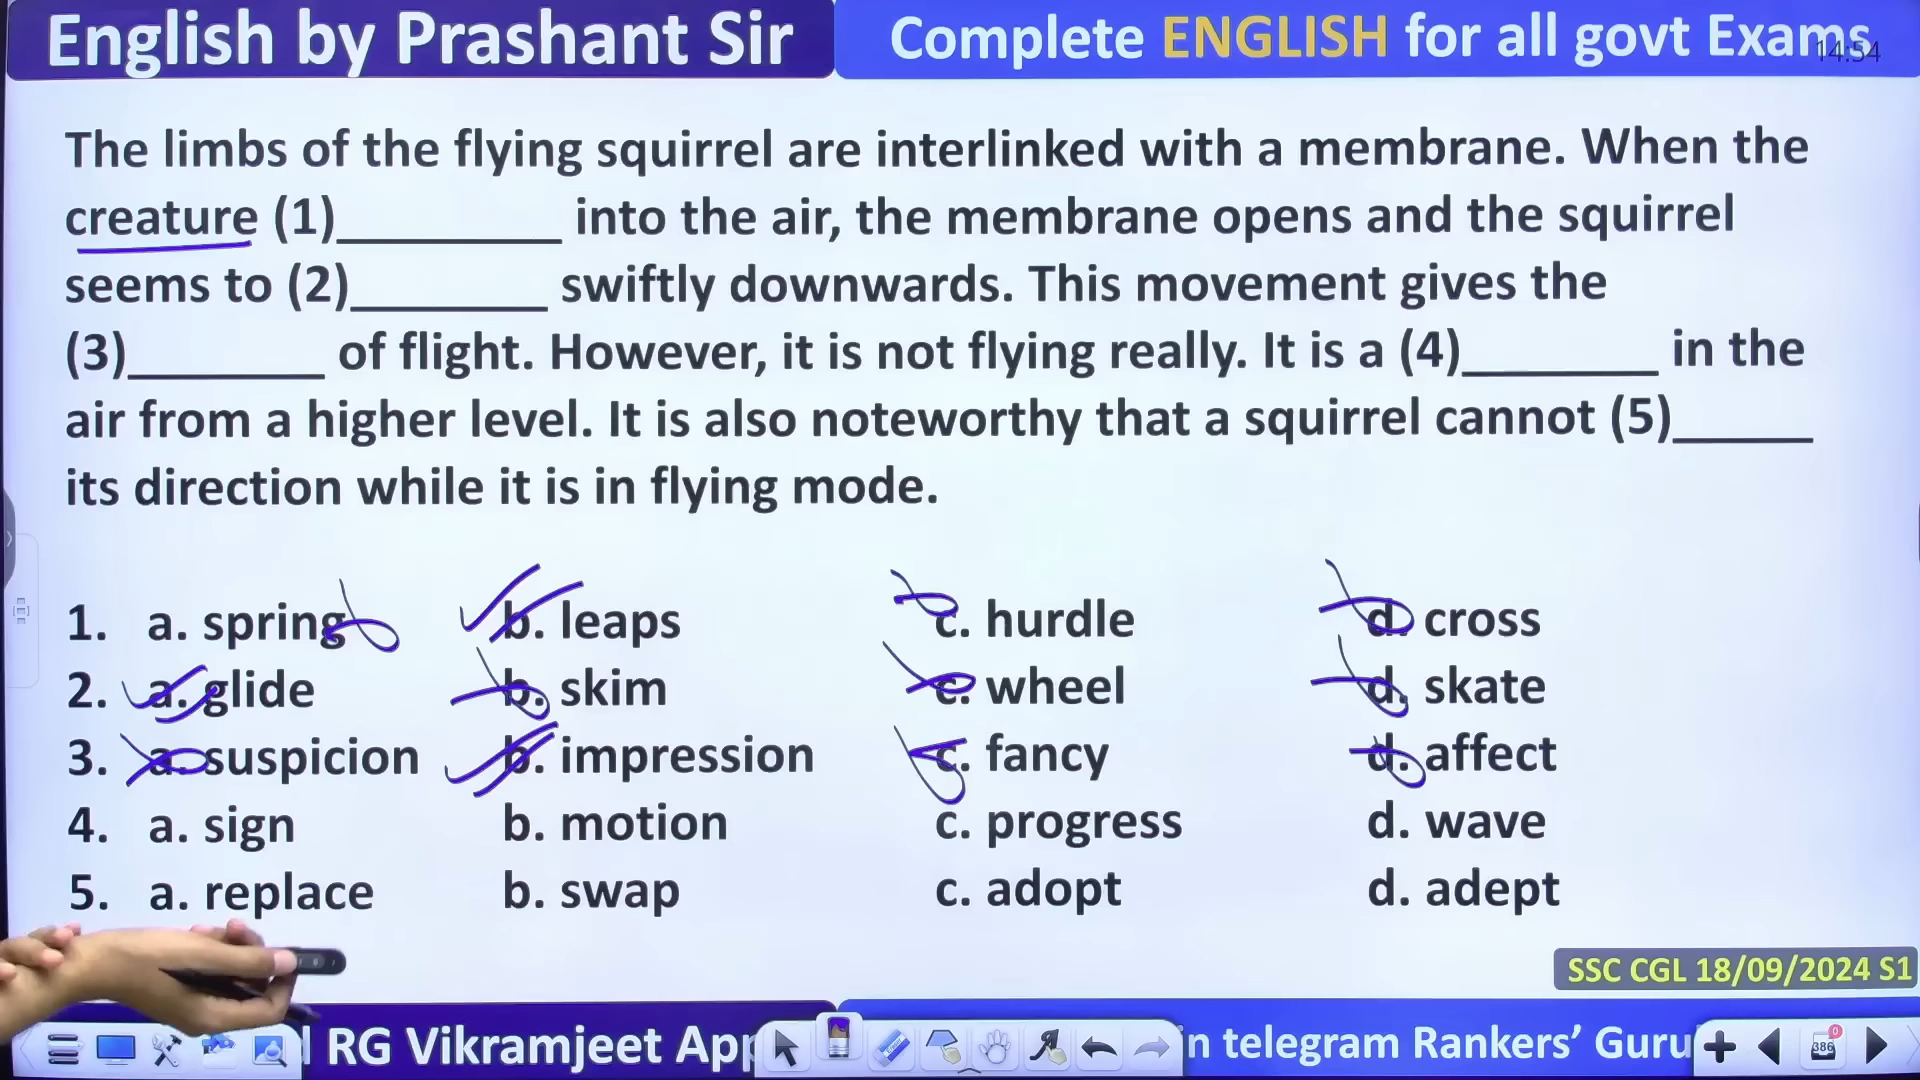 English by Prashant Sir
Complete ENGLISH for all govt Exams
14:54
The limbs of the flying squirrel are interlinked with a membrane. When the
creature (1)_________ into the air, the membrane opens and the squirrel
seems to (2)________ swiftly downwards. This movement gives the
(3)________ of flight. However, it is not flying really. It is a (4)________ in the
air from a higher level. It is also noteworthy that a squirrel cannot (5)_____
its direction while it is in flying mode.
1. a. spring b. leaps c. hurdle d. cross
2. a. glide b. skim c. wheel d. skate
3. a. suspicion b. impression c. fancy d. affect
4. a. sign b. motion c. progress d. wave
5. a. replace b. swap c. adopt d. adept
SSC CGL 18/09/2024 S1
RG Vikramjeet App
in telegram Rankers' Guru
386
0